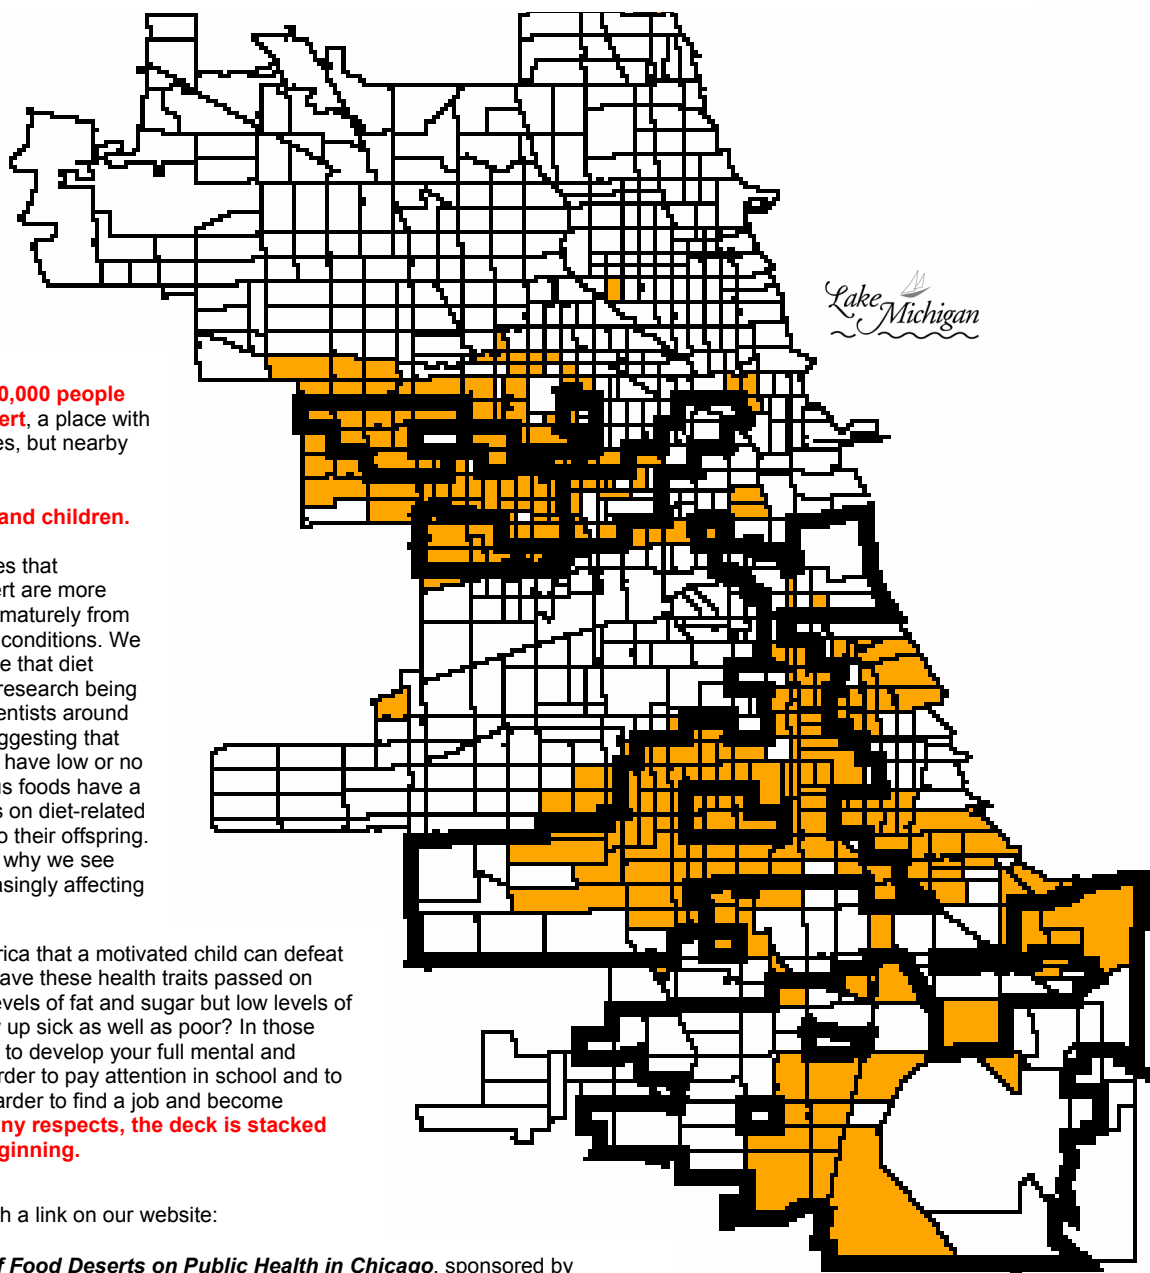 Lake
Michigan
0,000 people
ert, a place with
es, but nearby
and children.
es that
ert are more
maturely from
conditions. We
e that diet
research being
entists around
ggesting that
have low or no
us foods have a
s on diet-related
o their offspring.
why we see
asingly affecting
rica that a motivated child can defeat
ave these health traits passed on
evels of fat and sugar but low levels of
v up sick as well as poor? In those
to develop your full mental and
arder to pay attention in school and to
arder to find a job and become
ny respects, the deck is stacked
ginning.
h a link on our website:
f Food Deserts on Public Health in Chicago, sponsored by